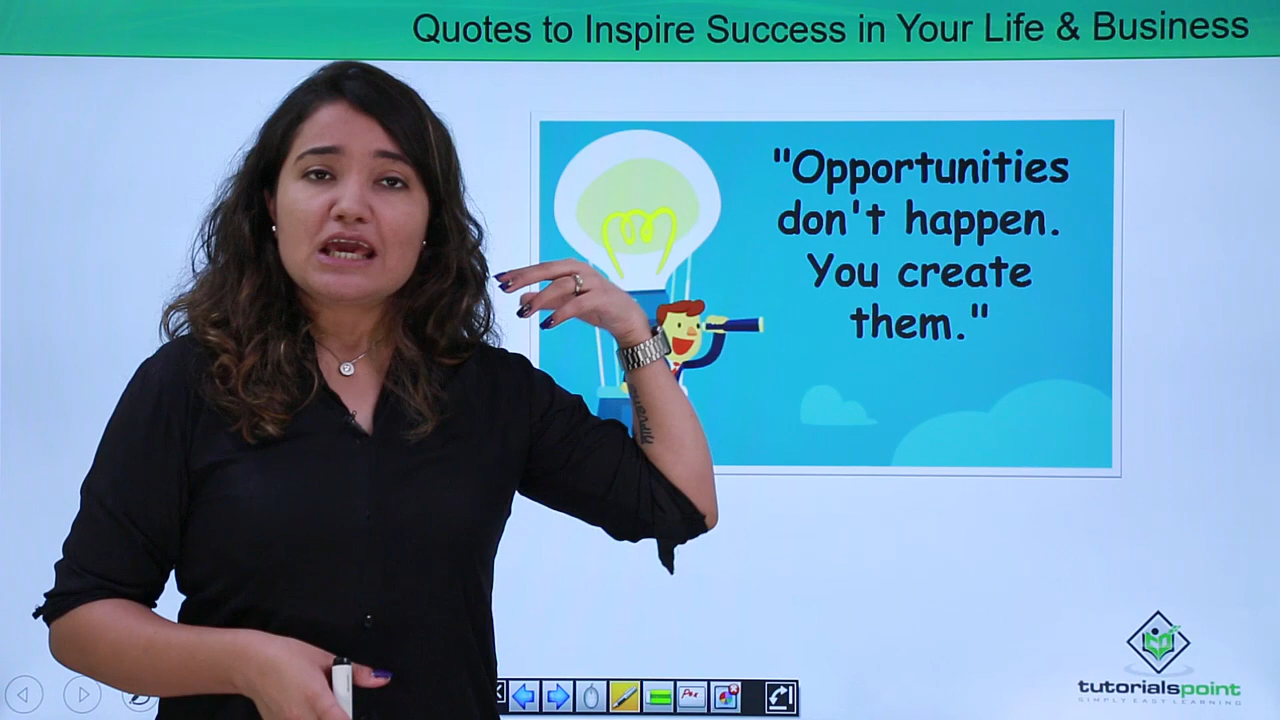 Quotes to Inspire Success in Your Life & Business
"Opportunities
don't happen.
You create
them."
tutorialspoint
SIMPLY EASY LEARNING